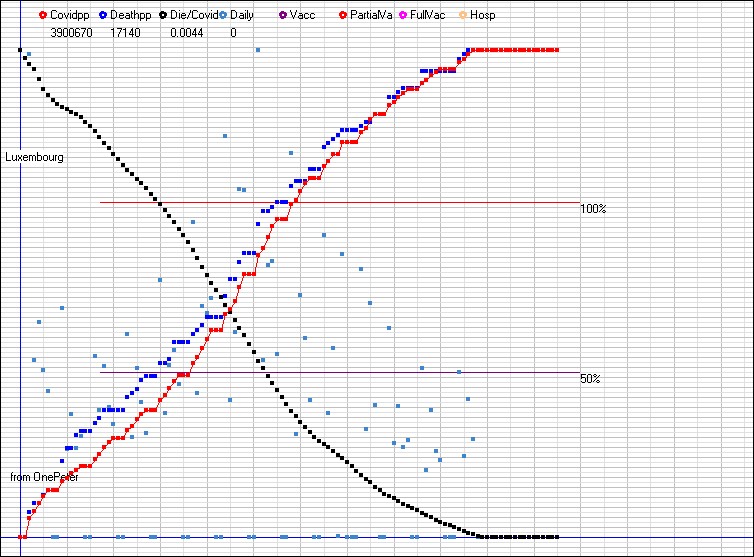 Covidpp Deathpp Die/Covid Daily Vacc PartialVa FullVac Hosp
3900670 17140 0.0044 0
Luxembourg
100%
50%
from OnePeter